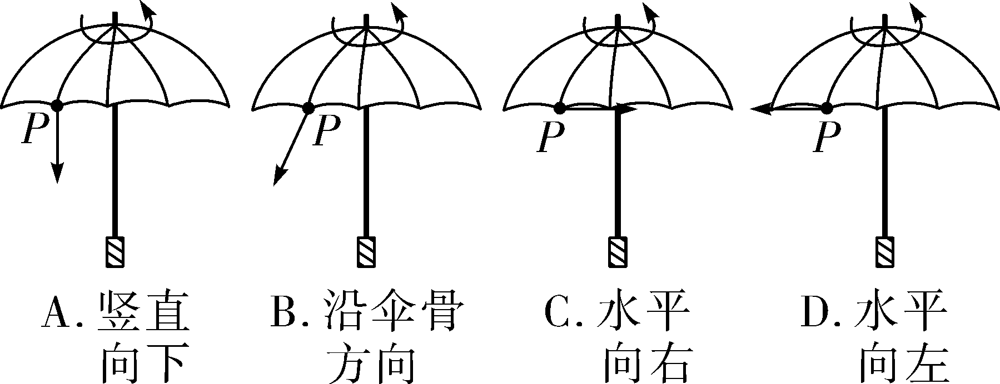 P P P P
A. 竖直 B. 沿伞骨 C. 水平 D. 水平
向下 方向 向右 向左